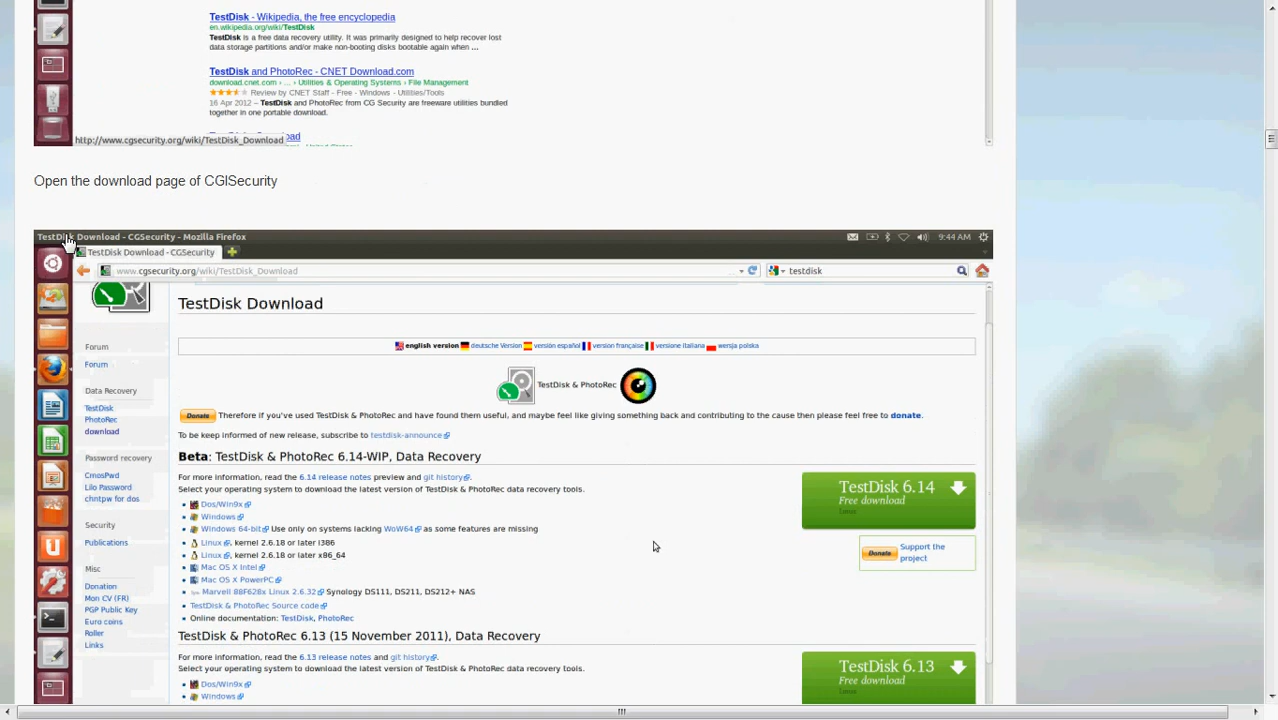 TestDisk - Wikipedia, the free encyclopedia
en.wikipedia.org/wiki/TestDisk
TestDisk is a free data recovery utility. It was primarily designed to help recover lost
data storage partitions and/or make non-booting disks bootable again when ...
TestDisk and PhotoRec - CNET Download.com
download.cnet.com › ... › Utilities & Operating Systems › File Management
Review by CNET Staff - Free - Windows - Utilities/Tools
16 Apr 2012 – TestDisk and PhotoRec from CG Security are freeware utilities bundled
together in one portable download.
http://www.cgsecurity.org/wiki/TestDisk_Download
Open the download page of CGISecurity
TestDisk Download - CGSecurity - Mozilla Firefox
9:44 AM
TestDisk Download - CGSecurity
www.cgsecurity.org/wiki/TestDisk_Download
testdisk
TestDisk Download
english version deutsche Version versión español version française versione italiana wersja polska
TestDisk & PhotoRec
Donate Therefore if you've used TestDisk & PhotoRec and have found them useful, and maybe feel like giving something back and contributing to the cause then please feel free to donate.
To be keep informed of new release, subscribe to testdisk-announce
Beta: TestDisk & PhotoRec 6.14-WIP, Data Recovery
For more information, read the 6.14 release notes preview and git history.
Select your operating system to download the latest version of TestDisk & PhotoRec data recovery tools.
Dos/Win9x
Windows
Windows 64-bit Use only on systems lacking WoW64 as some features are missing
Linux, kernel 2.6.18 or later i386
Linux, kernel 2.6.18 or later x86_64
Mac OS X Intel
Mac OS X PowerPC
Marvell 88F628x Linux 2.6.32 Synology DS111, DS211, DS212+ NAS
TestDisk & PhotoRec Source code
Online documentation: TestDisk, PhotoRec
TestDisk & PhotoRec 6.13 (15 November 2011), Data Recovery
For more information, read the 6.13 release notes and git history.
Select your operating system to download the latest version of TestDisk & PhotoRec data recovery tools.
Dos/Win9x
Windows
Forum
Forum
Data Recovery
TestDisk
PhotoRec
download
Password recovery
CmosPwd
Lilo Password
chntpw for dos
Security
Publications
Misc
Donation
Mon CV (FR)
PGP Public Key
Euro coins
Roller
Links
TestDisk 6.14
Free download
Linux
Donate
Support the
project
TestDisk 6.13
Free download
Linux